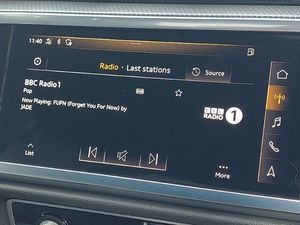 11:40
Radio · Last stations
Source
BBC Radio 1
Pop
Now Playing: FUFN (Forget You For Now) by
JADE
BBC
RADIO 1
List
More